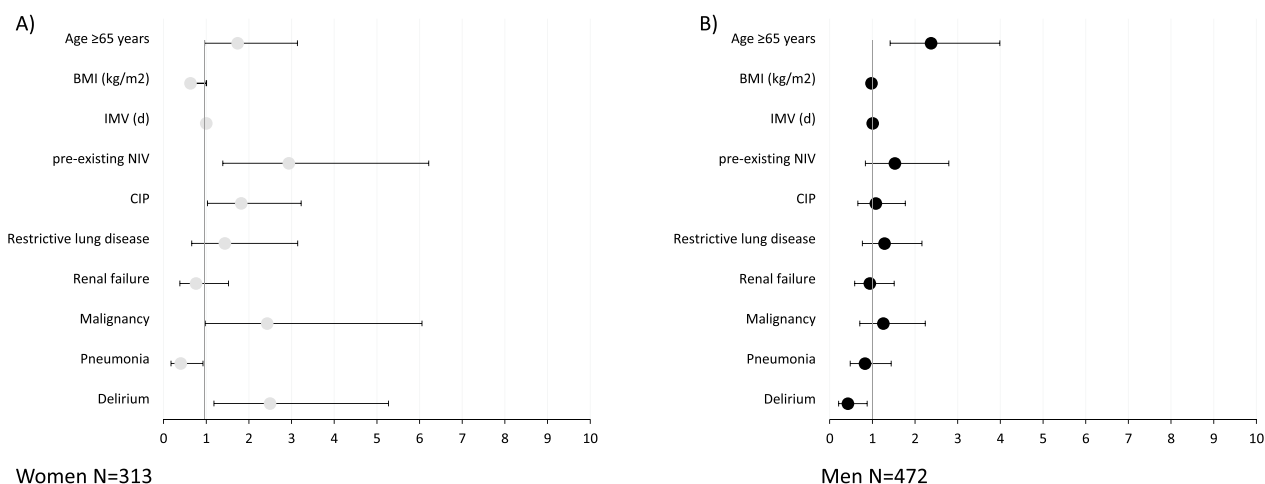 A)
Age ≥65 years
BMI (kg/m2)
IMV (d)
pre-existing NIV
CIP
Restrictive lung disease
Renal failure
Malignancy
Pneumonia
Delirium
0 1 2 3 4 5 6 7 8 9 10
Women N=313
B)
Age ≥65 years
BMI (kg/m2)
IMV (d)
pre-existing NIV
CIP
Restrictive lung disease
Renal failure
Malignancy
Pneumonia
Delirium
0 1 2 3 4 5 6 7 8 9 10
Men N=472